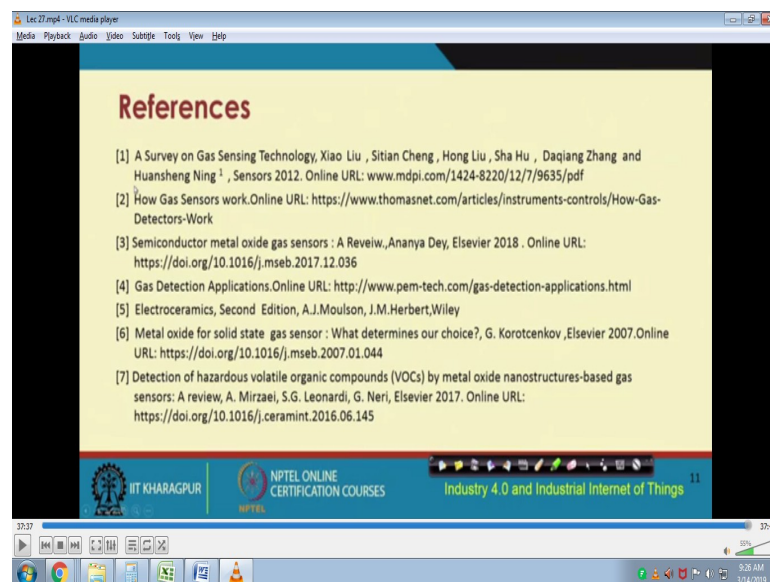 Lec 27.mp4 - VLC media player
Media Playback Audio Video Subtitle Tools View Help
References
[1] A Survey on Gas Sensing Technology, Xiao Liu , Sitian Cheng , Hong Liu , Sha Hu , Daqiang Zhang and
Huansheng Ning 1 , Sensors 2012. Online URL: www.mdpi.com/1424-8220/12/7/9635/pdf
[2] How Gas Sensors work.Online URL: https://www.thomasnet.com/articles/instruments-controls/How-Gas-
Detectors-Work
[3] Semiconductor metal oxide gas sensors : A Reveiw.,Ananya Dey, Elsevier 2018 . Online URL:
https://doi.org/10.1016/j.mseb.2017.12.036
[4] Gas Detection Applications.Online URL: http://www.pem-tech.com/gas-detection-applications.html
[5] Electroceramics, Second Edition, A.J.Moulson, J.M.Herbert,Wiley
[6] Metal oxide for solid state gas sensor : What determines our choice?, G. Korotcenkov ,Elsevier 2007.Online
URL: https://doi.org/10.1016/j.mseb.2007.01.044
[7] Detection of hazardous volatile organic compounds (VOCs) by metal oxide nanostructures-based gas
sensors: A review, A. Mirzaei, S.G. Leonardi, G. Neri, Elsevier 2017. Online URL:
https://doi.org/10.1016/j.ceramint.2016.06.145
IIT KHARAGPUR
NPTEL
NPTEL ONLINE
CERTIFICATION COURSES
Industry 4.0 and Industrial Internet of Things
11
37:37
55%
9:26 AM